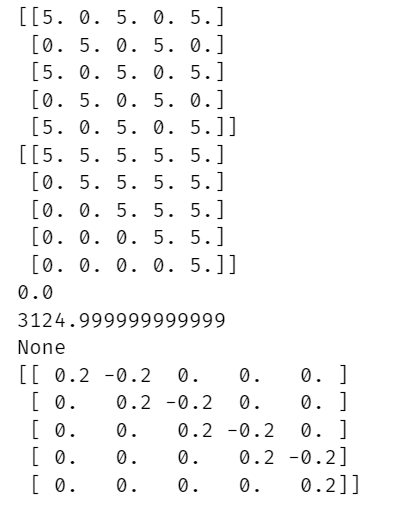 [[5. 0. 5. 0. 5.]
 [0. 5. 0. 5. 0.]
 [5. 0. 5. 0. 5.]
 [0. 5. 0. 5. 0.]
 [5. 0. 5. 0. 5.]]
[[5. 5. 5. 5. 5.]
 [0. 5. 5. 5. 5.]
 [0. 0. 5. 5. 5.]
 [0. 0. 0. 5. 5.]
 [0. 0. 0. 0. 5.]]
0.0
3124.999999999999
None
[[ 0.2 -0.2  0.   0.   0. ]
 [ 0.   0.2 -0.2  0.   0. ]
 [ 0.   0.   0.2 -0.2  0. ]
 [ 0.   0.   0.   0.2 -0.2]
 [ 0.   0.   0.   0.   0.2]]